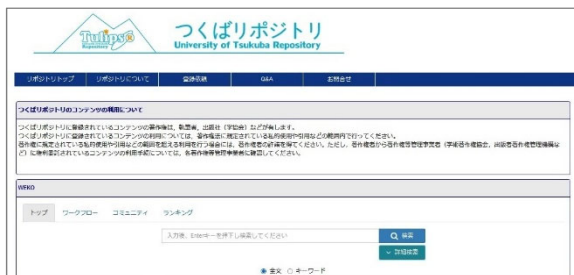 Tulips
Repository
つくばリポジトリ
University of Tsukuba Repository
リポジトリトップ リポジトリについて 登録依頼 Q&A お問合せ
つくばリポジトリのコンテンツの利用について
つくばリポジトリに登録されているコンテンツの著作権は、執筆者、出版社(学協会)などが有します。
つくばリポジトリに登録されているコンテンツの利用については、著作権法に規定されている私的使用や引用などの範囲内で行ってください。
著作権に規定されている私的使用や引用などの範囲を超える利用を行う場合には、著作権者の許諾を得てください。ただし、著作権者から著作権等管理事業者(学術著作権協会、出版者著作権管理機構など)に権利委託されているコンテンツの利用手続については、各著作権等管理事業者に確認してください。
WEKO
トップ ワークフロー コミュニティ ランキング
入力後、Enterキーを押下し検索してください 検索
詳細検索
全文 キーワード